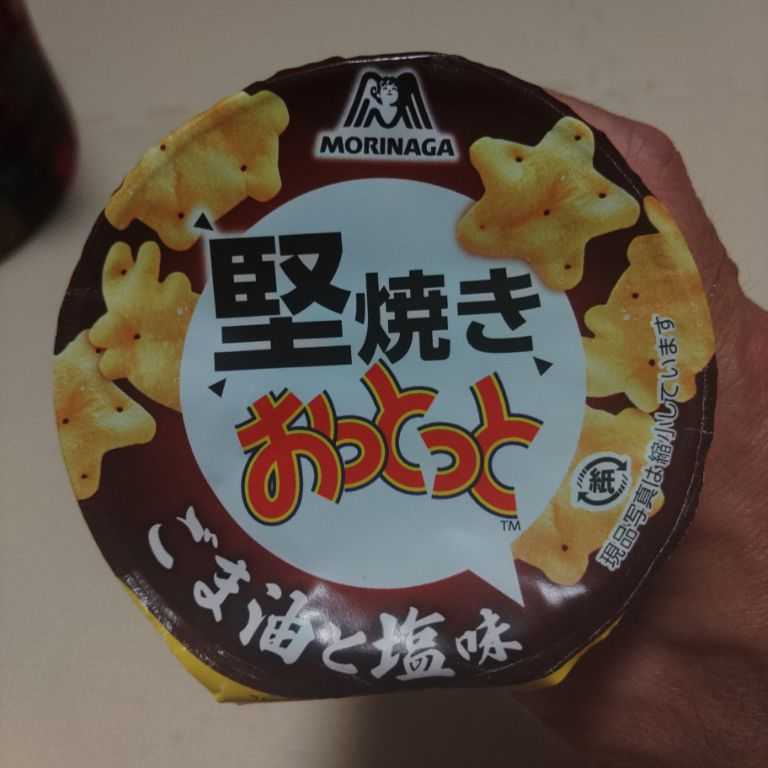 MORINAGA
堅焼き
おっとっと
TM
紙
現品写真は縮小しています
ごま油と塩味